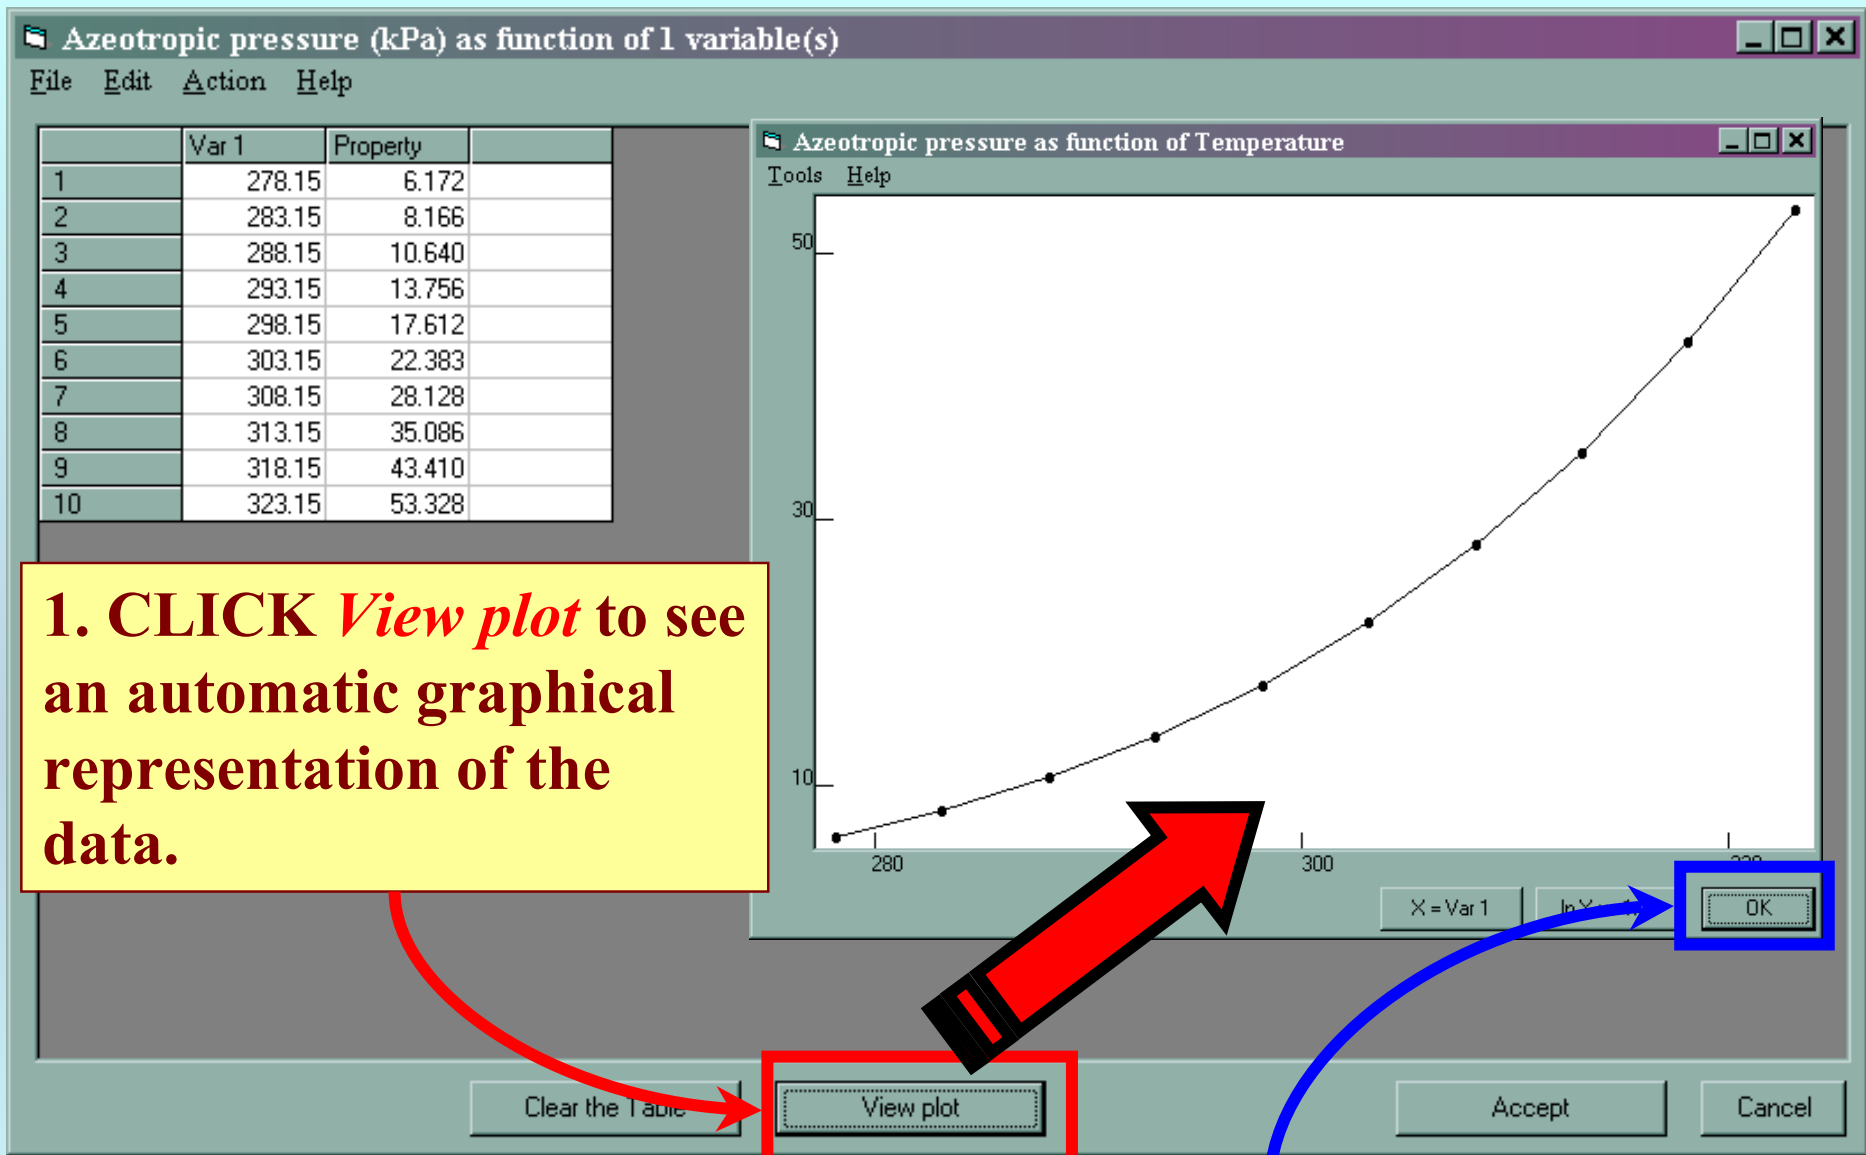 Azeotropic pressure (kPa) as function of 1 variable(s)
File Edit Action Help
Var 1 Property
1 278.15 6.172
2 283.15 8.166
3 288.15 10.640
4 293.15 13.756
5 298.15 17.612
6 303.15 22.383
7 308.15 28.128
8 313.15 35.086
9 318.15 43.410
10 323.15 53.328
Azeotropic pressure as function of Temperature
Tools Help
50
30
10
280 300
X = Var 1
OK
1. CLICK View plot to see
an automatic graphical
representation of the
data.
Clear the Table View plot Accept Cancel